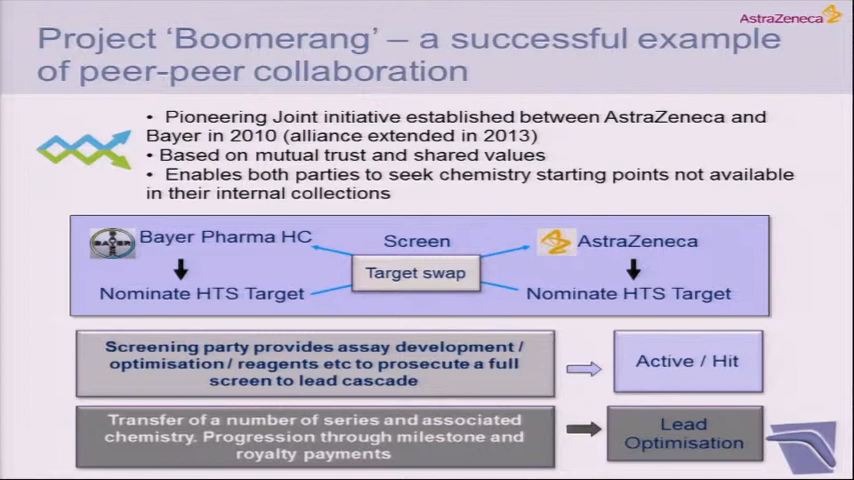 AstraZeneca
Project ‘Boomerang’ – a successful example
of peer-peer collaboration
• Pioneering Joint initiative established between AstraZeneca and
Bayer in 2010 (alliance extended in 2013)
• Based on mutual trust and shared values
• Enables both parties to seek chemistry starting points not available
in their internal collections
BAYER
Bayer Pharma HC
Screen
AstraZeneca
Target swap
Nominate HTS Target
Nominate HTS Target
Screening party provides assay development /
optimisation / reagents etc to prosecute a full
screen to lead cascade
Active / Hit
Transfer of a number of series and associated
chemistry. Progression through milestone and
royalty payments
Lead
Optimisation